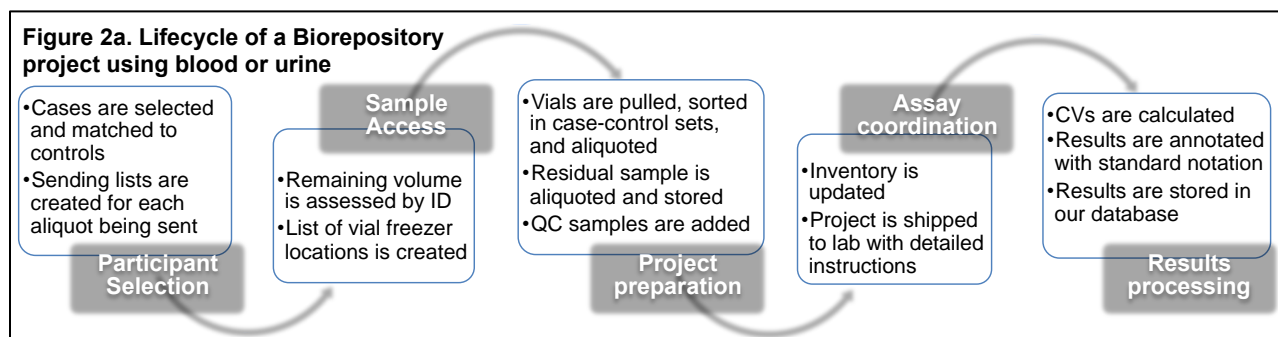 Figure 2a. Lifecycle of a Biorepository
project using blood or urine
•Cases are selected
and matched to
controls
•Sending lists are
created for each
aliquot being sent
Participant
Selection
Sample
Access
•Remaining volume
is assessed by ID
•List of vial freezer
locations is created
•Vials are pulled, sorted
in case-control sets,
and aliquoted
•Residual sample is
aliquoted and stored
•QC samples are added
Project
preparation
Assay
coordination
•Inventory is
updated
•Project is shipped
to lab with detailed
instructions
•CVs are calculated
•Results are annotated
with standard notation
•Results are stored in
our database
Results
processing